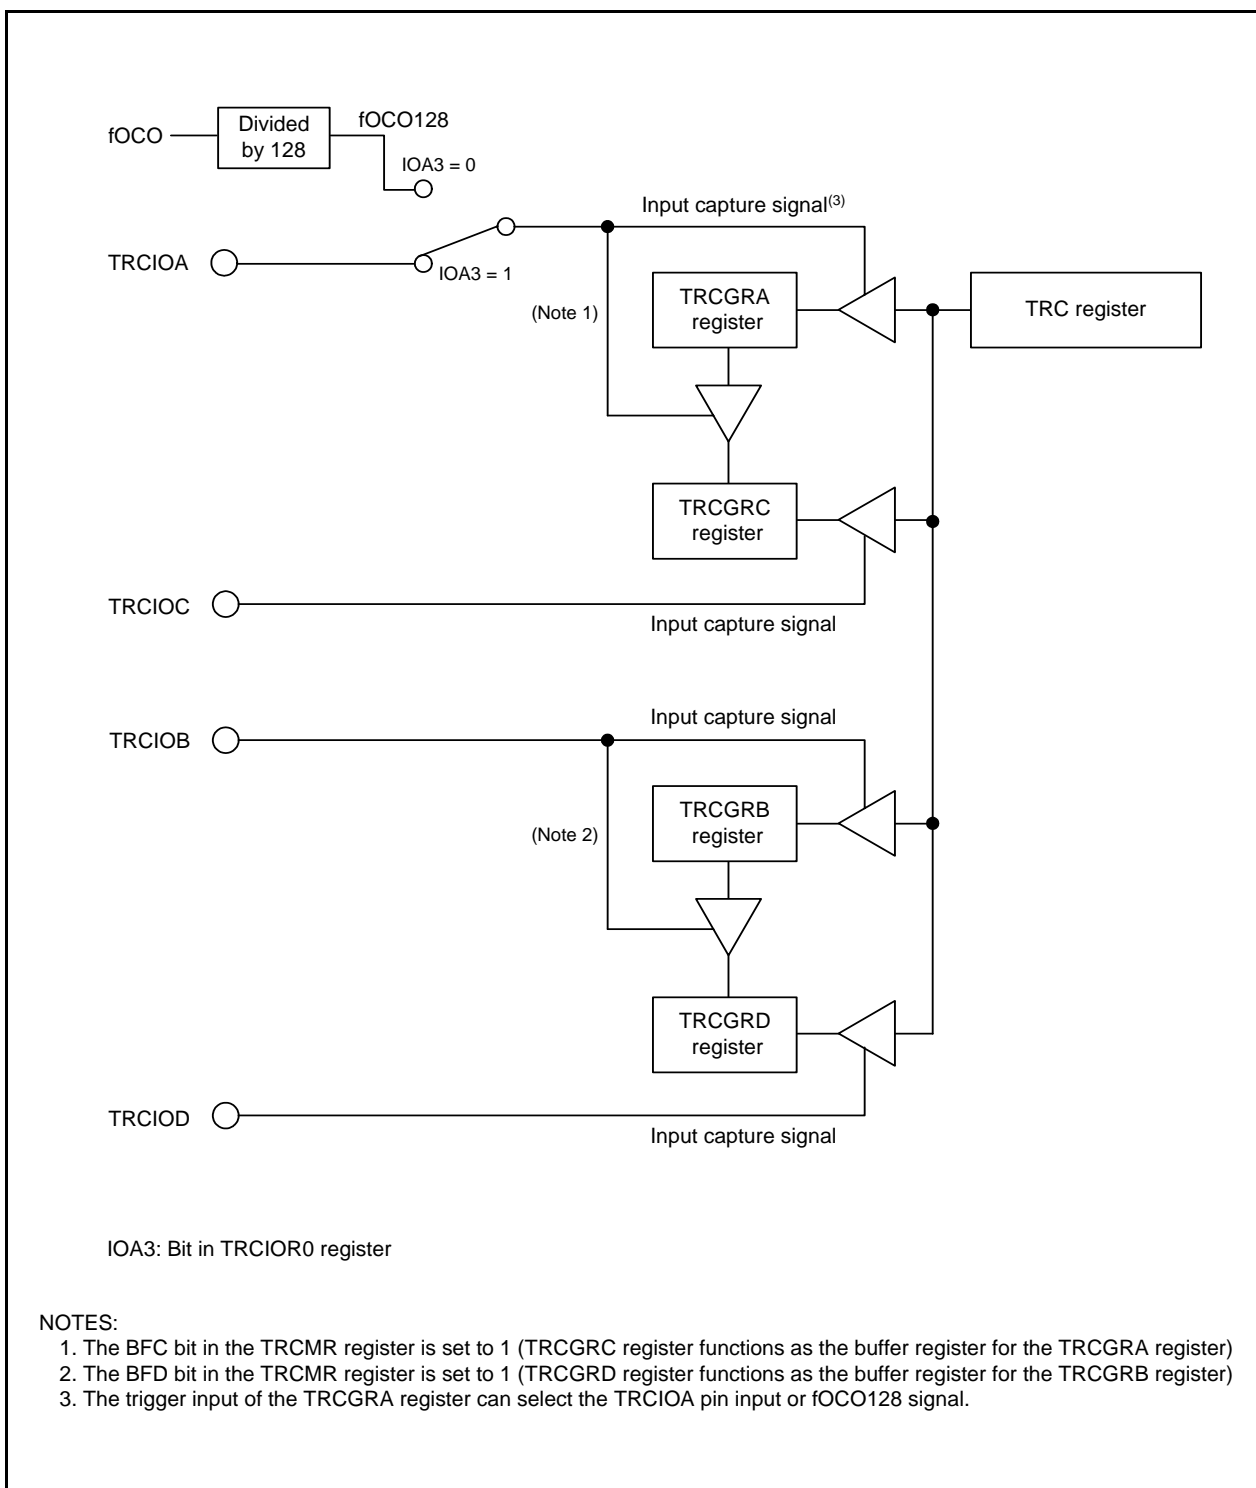 fOCO
Divided
by 128
fOCO128
IOA3 = 0
Input capture signal(3)
TRCIOA
IOA3 = 1
(Note 1)
TRCGRA
register
TRC register
TRCGRC
register
TRCIOC
Input capture signal
TRCIOB
Input capture signal
(Note 2)
TRCGRB
register
TRCGRD
register
TRCIOD
Input capture signal
IOA3: Bit in TRCIOR0 register
NOTES:
1. The BFC bit in the TRCMR register is set to 1 (TRCGRC register functions as the buffer register for the TRCGRA register)
2. The BFD bit in the TRCMR register is set to 1 (TRCGRD register functions as the buffer register for the TRCGRB register)
3. The trigger input of the TRCGRA register can select the TRCIOA pin input or fOCO128 signal.